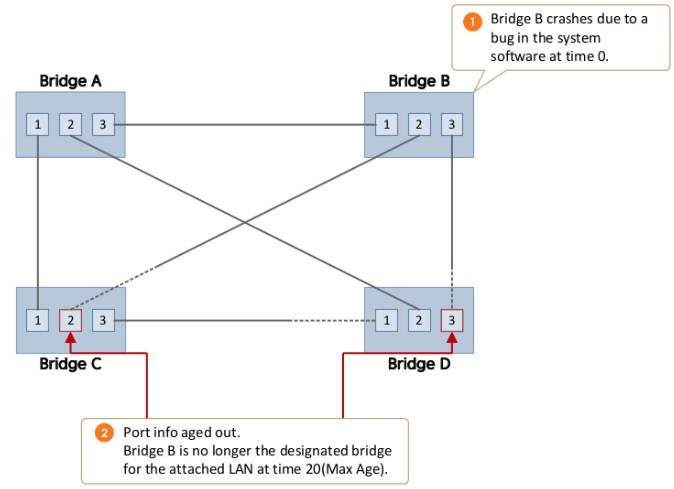 1 Bridge B crashes due to a
bug in the system
software at time 0.
Bridge A
Bridge B
1 2 3
1 2 3
1 2 3
1 2 3
Bridge C
Bridge D
2 Port info aged out.
Bridge B is no longer the designated bridge
for the attached LAN at time 20(Max Age).